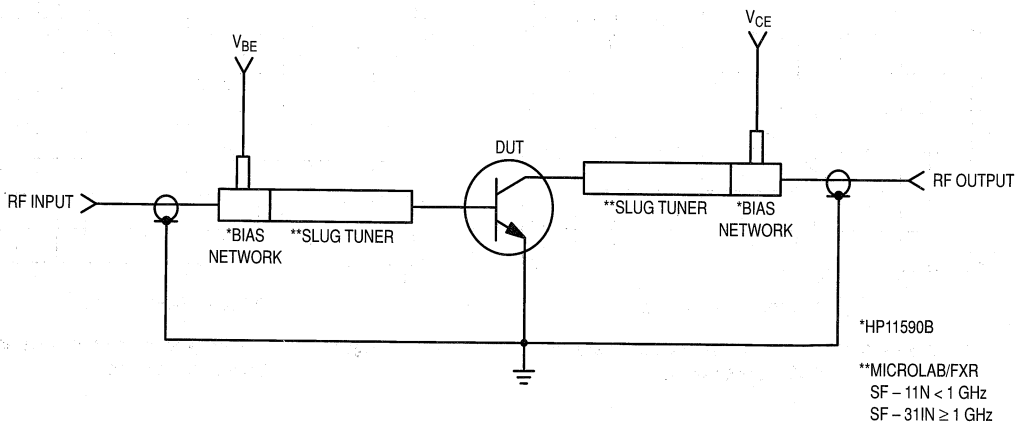 V_BE
V_CE
DUT
RF INPUT
RF OUTPUT
*BIAS
NETWORK
**SLUG TUNER
**SLUG TUNER
*BIAS
NETWORK
*HP11590B
**MICROLAB/FXR
SF – 11N < 1 GHz
SF – 31IN ≥ 1 GHz